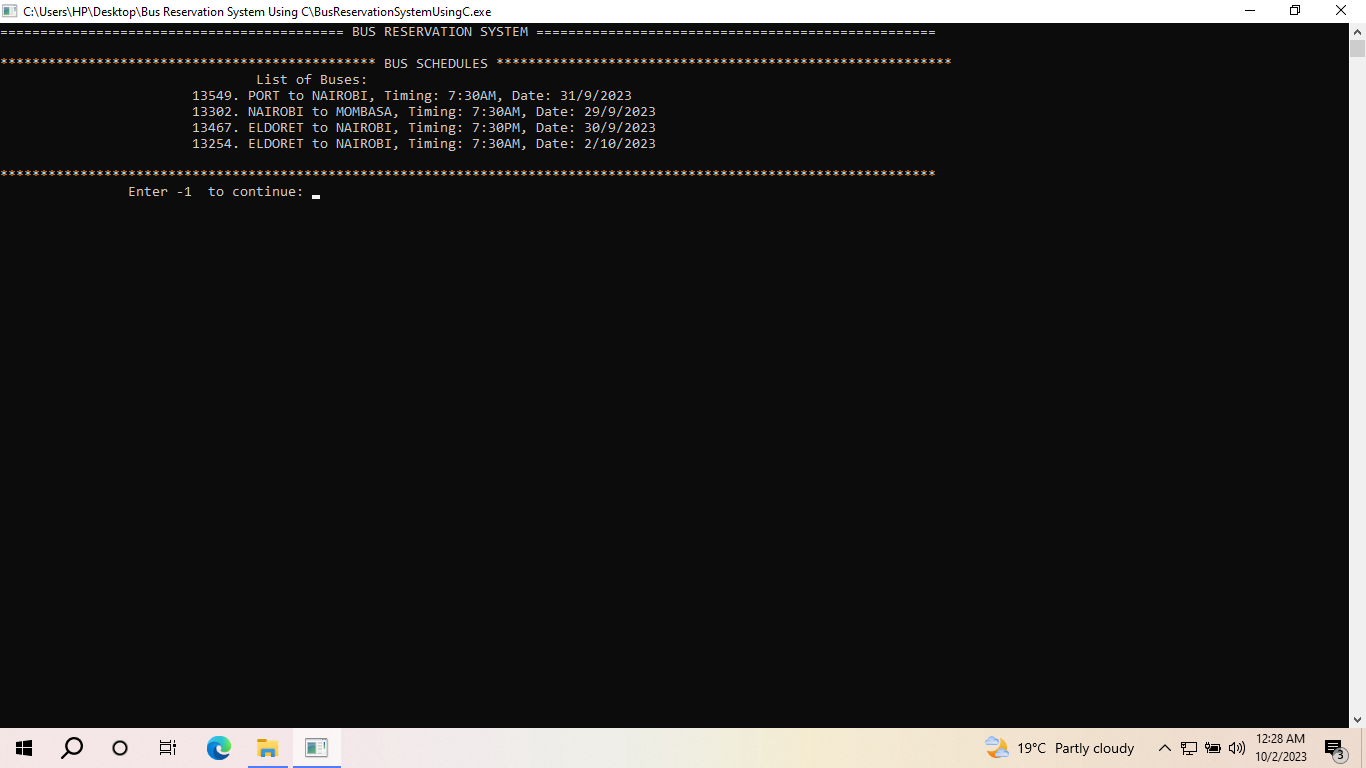 C:\Users\HP\Desktop\Bus Reservation System Using C\BusReservationSystemUsingC.exe
=========================================== BUS RESERVATION SYSTEM ==================================================
*********************************************** BUS SCHEDULES *********************************************************
List of Buses:
13549. PORT to NAIROBI, Timing: 7:30AM, Date: 31/9/2023
13302. NAIROBI to MOMBASA, Timing: 7:30AM, Date: 29/9/2023
13467. ELDORET to NAIROBI, Timing: 7:30PM, Date: 30/9/2023
13254. ELDORET to NAIROBI, Timing: 7:30AM, Date: 2/10/2023
*********************************************************************************************************************
Enter -1  to continue:
19°C Partly cloudy
12:28 AM
10/2/2023
3